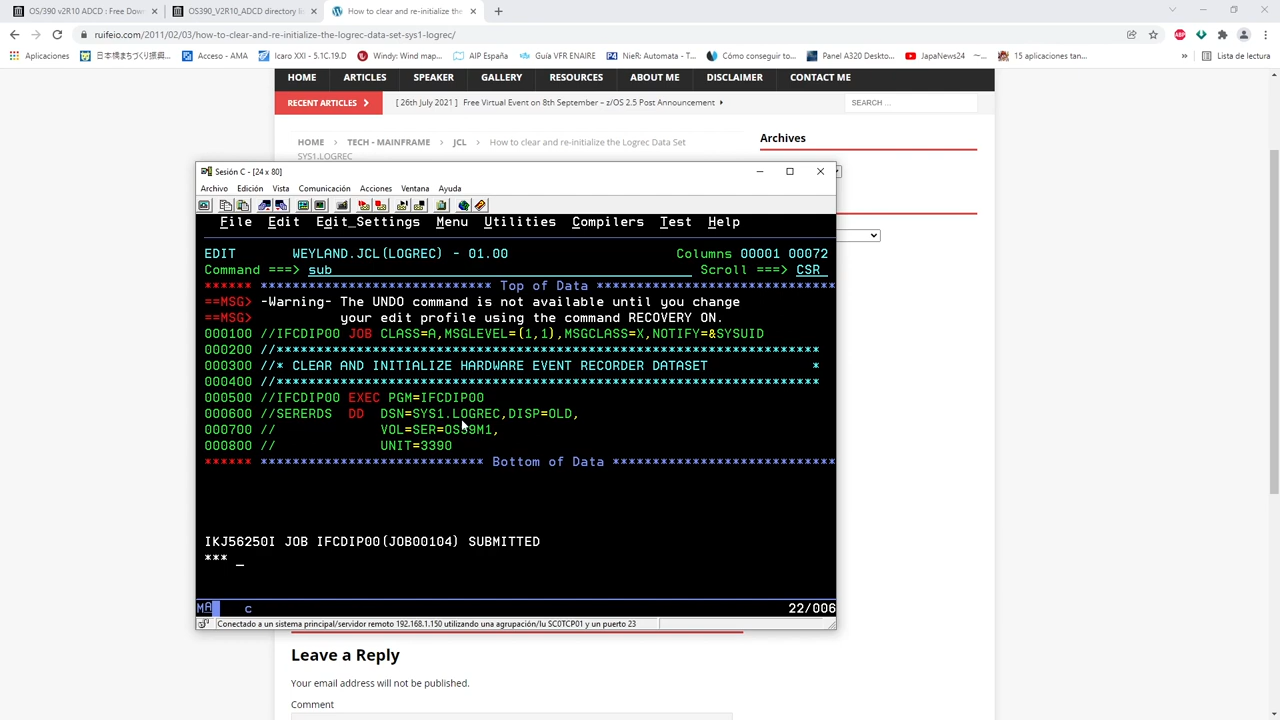 OS/390 v2R10 ADCD : Free Down
OS390_V2R10_ADCD directory lis
How to clear and re-initialize the
ruifeio.com/2011/02/03/how-to-clear-and-re-initialize-the-logrec-data-set-sys1-logrec/
Aplicaciones
日本橋まちづくり振興...
Acceso - AMA
Icaro XXI - 5.1C.19.D
Windy: Wind map...
AIP España
Guía VFR ENAIRE
NieR: Automata - T...
Cómo conseguir to...
Panel A320 Deskto...
JapaNews24 — ~...
15 aplicaciones tan...
»
Lista de lectura
HOME ARTICLES SPEAKER GALLERY RESOURCES ABOUT ME DISCLAIMER CONTACT ME
RECENT ARTICLES
[ 26th July 2021 ] Free Virtual Event on 8th September – z/OS 2.5 Post Announcement
SEARCH ...
HOME TECH - MAINFRAME JCL How to clear and re-initialize the Logrec Data Set
SYS1.LOGREC
Archives
Sesión C - [24 x 80]
Archivo Edición Vista Comunicación Acciones Ventana Ayuda
File Edit Edit_Settings Menu Utilities Compilers Test Help
EDIT WEYLAND.JCL(LOGREC) - 01.00 Columns 00001 00072
Command ===> sub Scroll ===> CSR
****** **************************** Top of Data ******************************
==MSG> -Warning- The UNDO command is not available until you change
==MSG> your edit profile using the command RECOVERY ON.
000100 //IFCDIP00 JOB CLASS=A,MSGLEVEL=(1,1),MSGCLASS=X,NOTIFY=&SYSUID
000200 //********************************************************************
000300 //* CLEAR AND INITIALIZE HARDWARE EVENT RECORDER DATASET *
000400 //********************************************************************
000500 //IFCDIP00 EXEC PGM=IFCDIP00
000600 //SERERDS DD DSN=SYS1.LOGREC,DISP=OLD,
000700 // VOL=SER=OS39M1,
000800 // UNIT=3390
****** **************************** Bottom of Data ****************************
IKJ56250I JOB IFCDIP00(JOB00104) SUBMITTED
*** _
MA c 22/006
Conectado a un sistema principal/servidor remoto 192.168.1.150 utilizando una agrupación/lu SC0TCP01 y un puerto 23
Leave a Reply
Your email address will not be published.
Comment